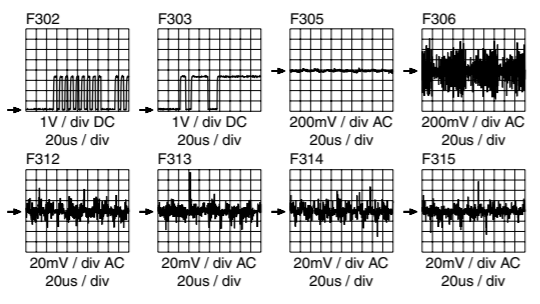 F302 F303 F305 F306
1V / div DC 1V / div DC 200mV / div AC 200mV / div AC
20us / div 20us / div 20us / div 20us / div
F312 F313 F314 F315
20mV / div AC 20mV / div AC 20mV / div AC 20mV / div AC
20us / div 20us / div 20us / div 20us / div